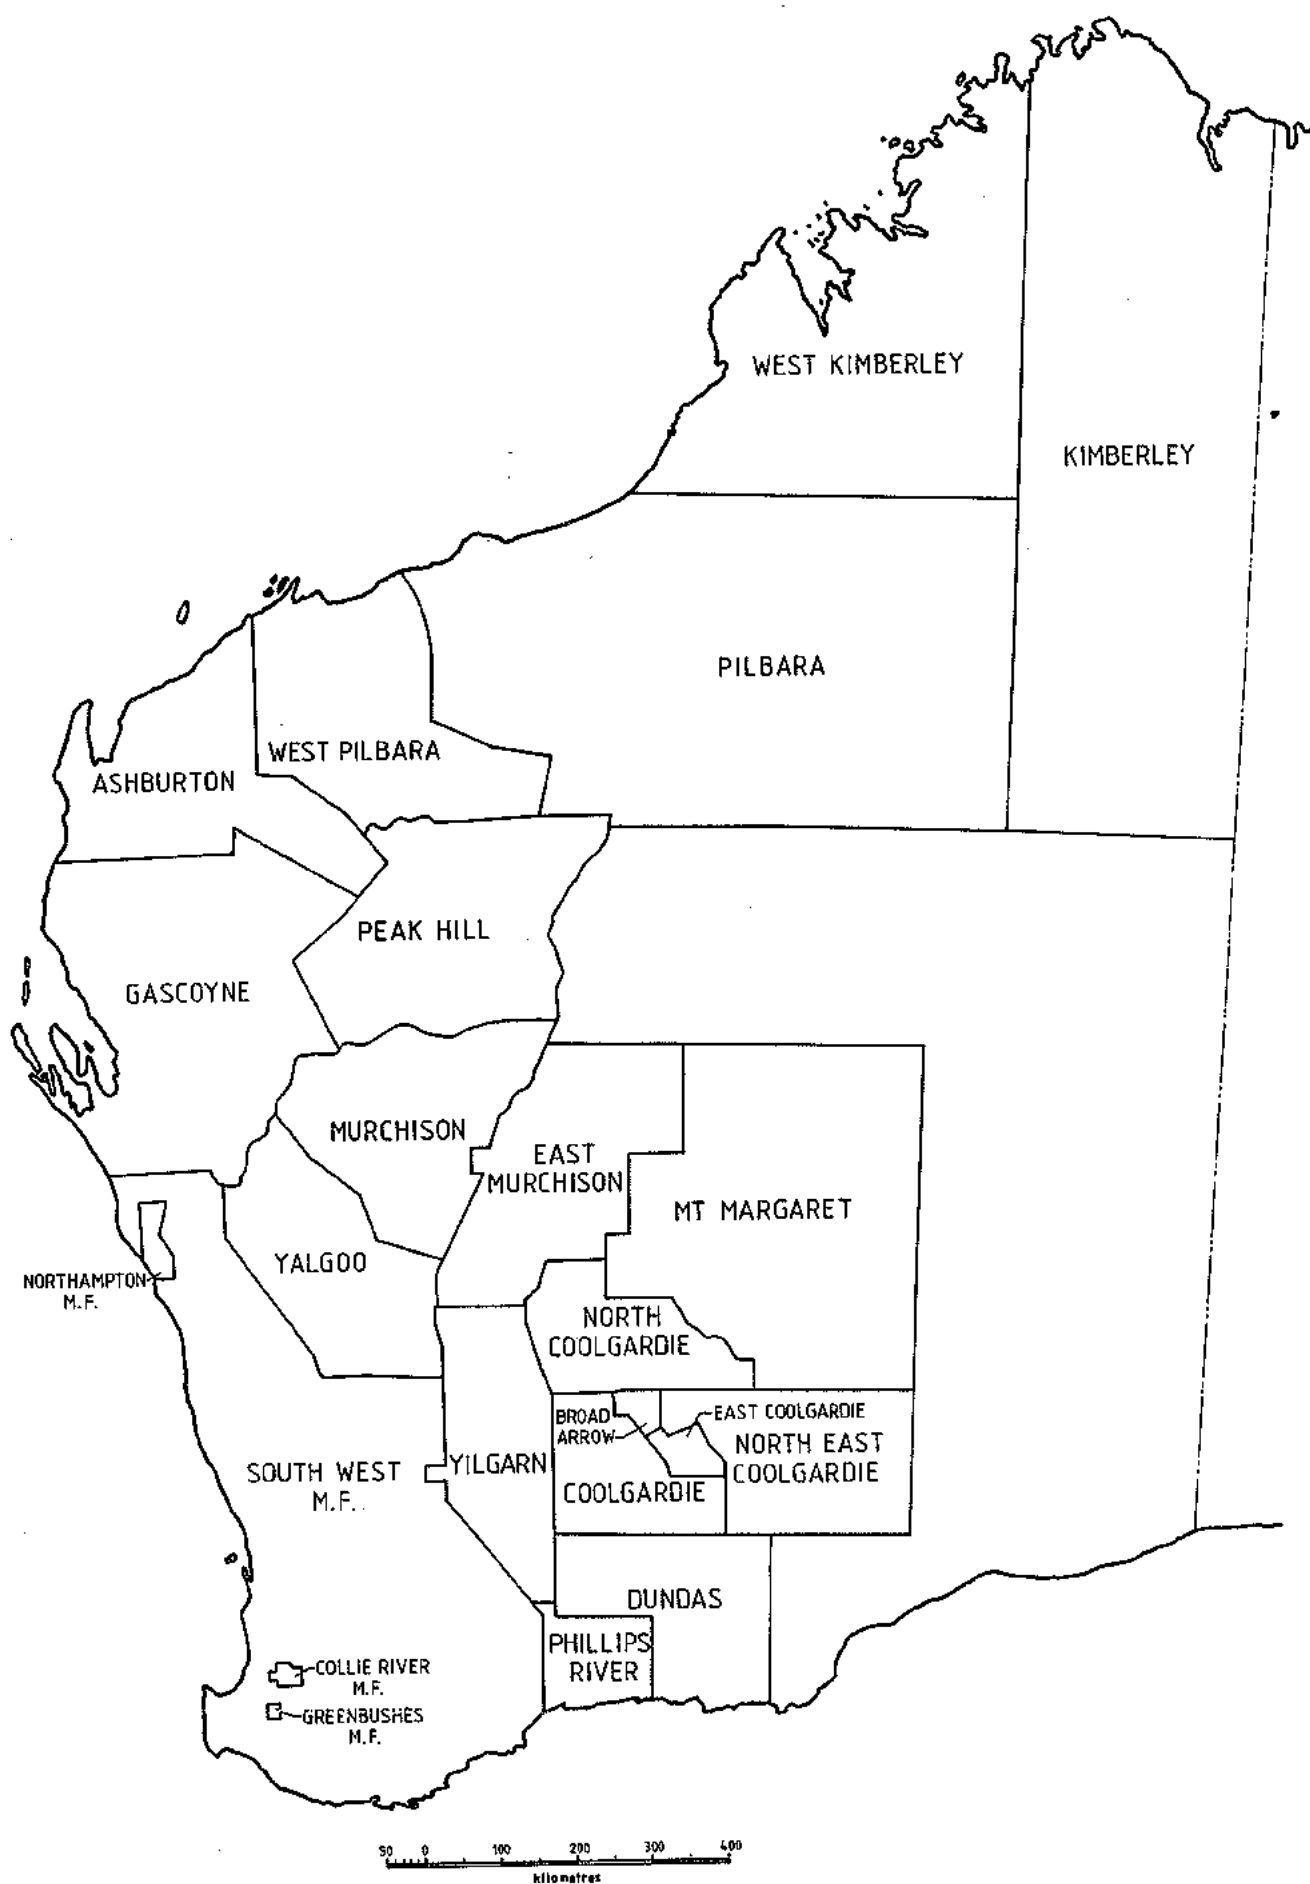 WEST KIMBERLEY
KIMBERLEY
PILBARA
WEST PILBARA
ASHBURTON
PEAK HILL
GASCOYNE
MURCHISON
EAST
MURCHISON
MT MARGARET
YALGOO
NORTHAMPTON
M.F.
NORTH
COOLGARDIE
BROAD
ARROW
EAST COOLGARDIE
NORTH EAST
COOLGARDIE
YILGARN
SOUTH WEST
M.F.
COOLGARDIE
DUNDAS
PHILLIPS
RIVER
COLLIE RIVER
M.F.
GREENBUSHES
M.F.
90 0 100 200 300 400
kilometres